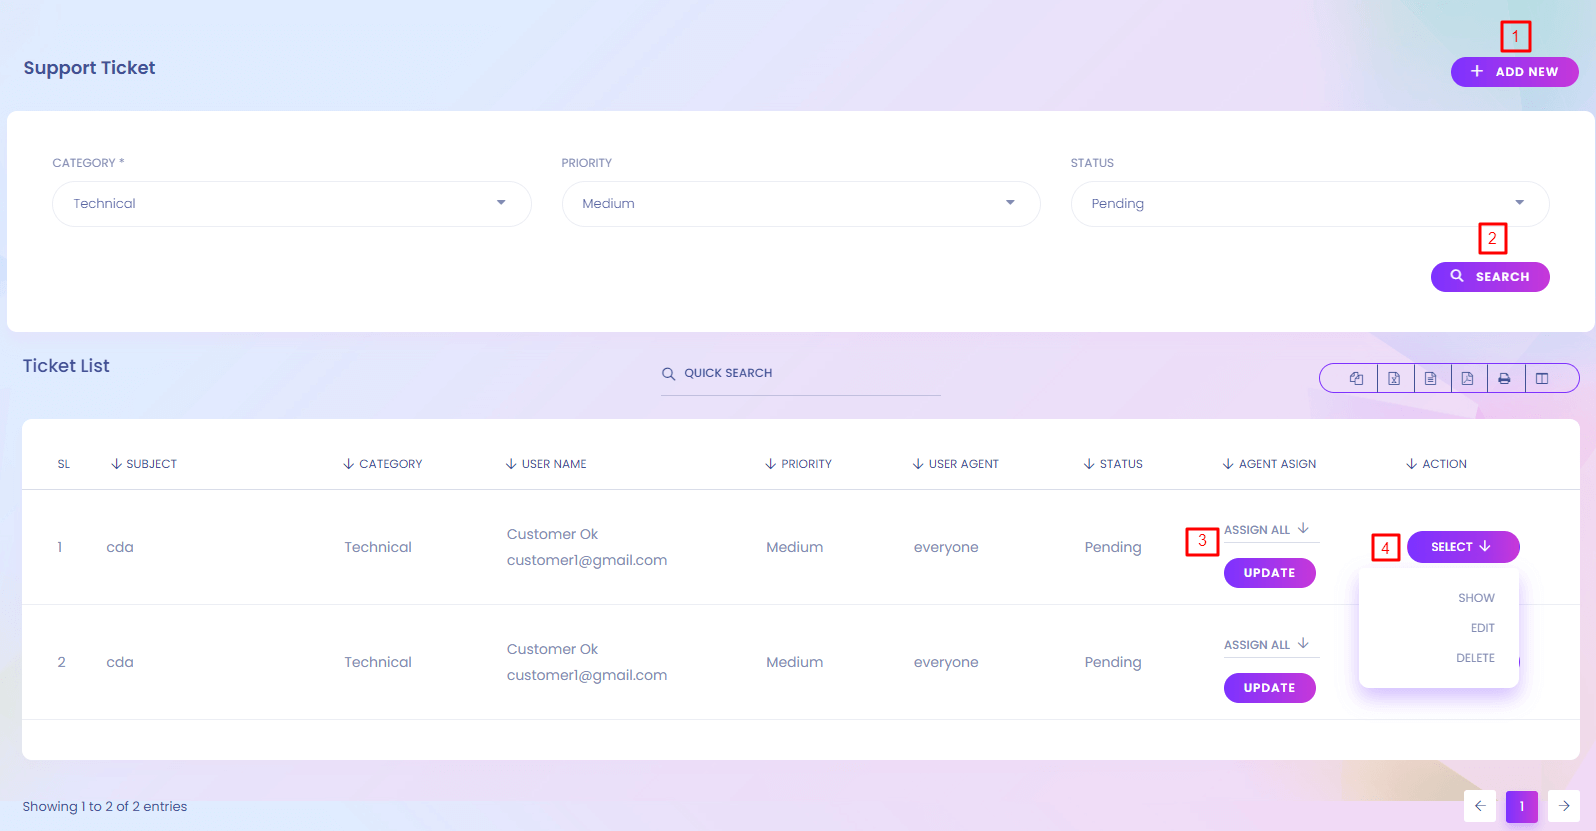 1
Support Ticket
ADD NEW
CATEGORY * PRIORITY STATUS
Technical Medium Pending
2
SEARCH
Ticket List QUICK SEARCH
SL SUBJECT CATEGORY USER NAME PRIORITY USER AGENT STATUS AGENT ASIGN ACTION
1 cda Technical Customer Ok customer1@gmail.com Medium everyone Pending 3 ASSIGN ALL UPDATE 4 SELECT
SHOW
EDIT
DELETE
2 cda Technical Customer Ok customer1@gmail.com Medium everyone Pending ASSIGN ALL UPDATE
Showing 1 to 2 of 2 entries 1